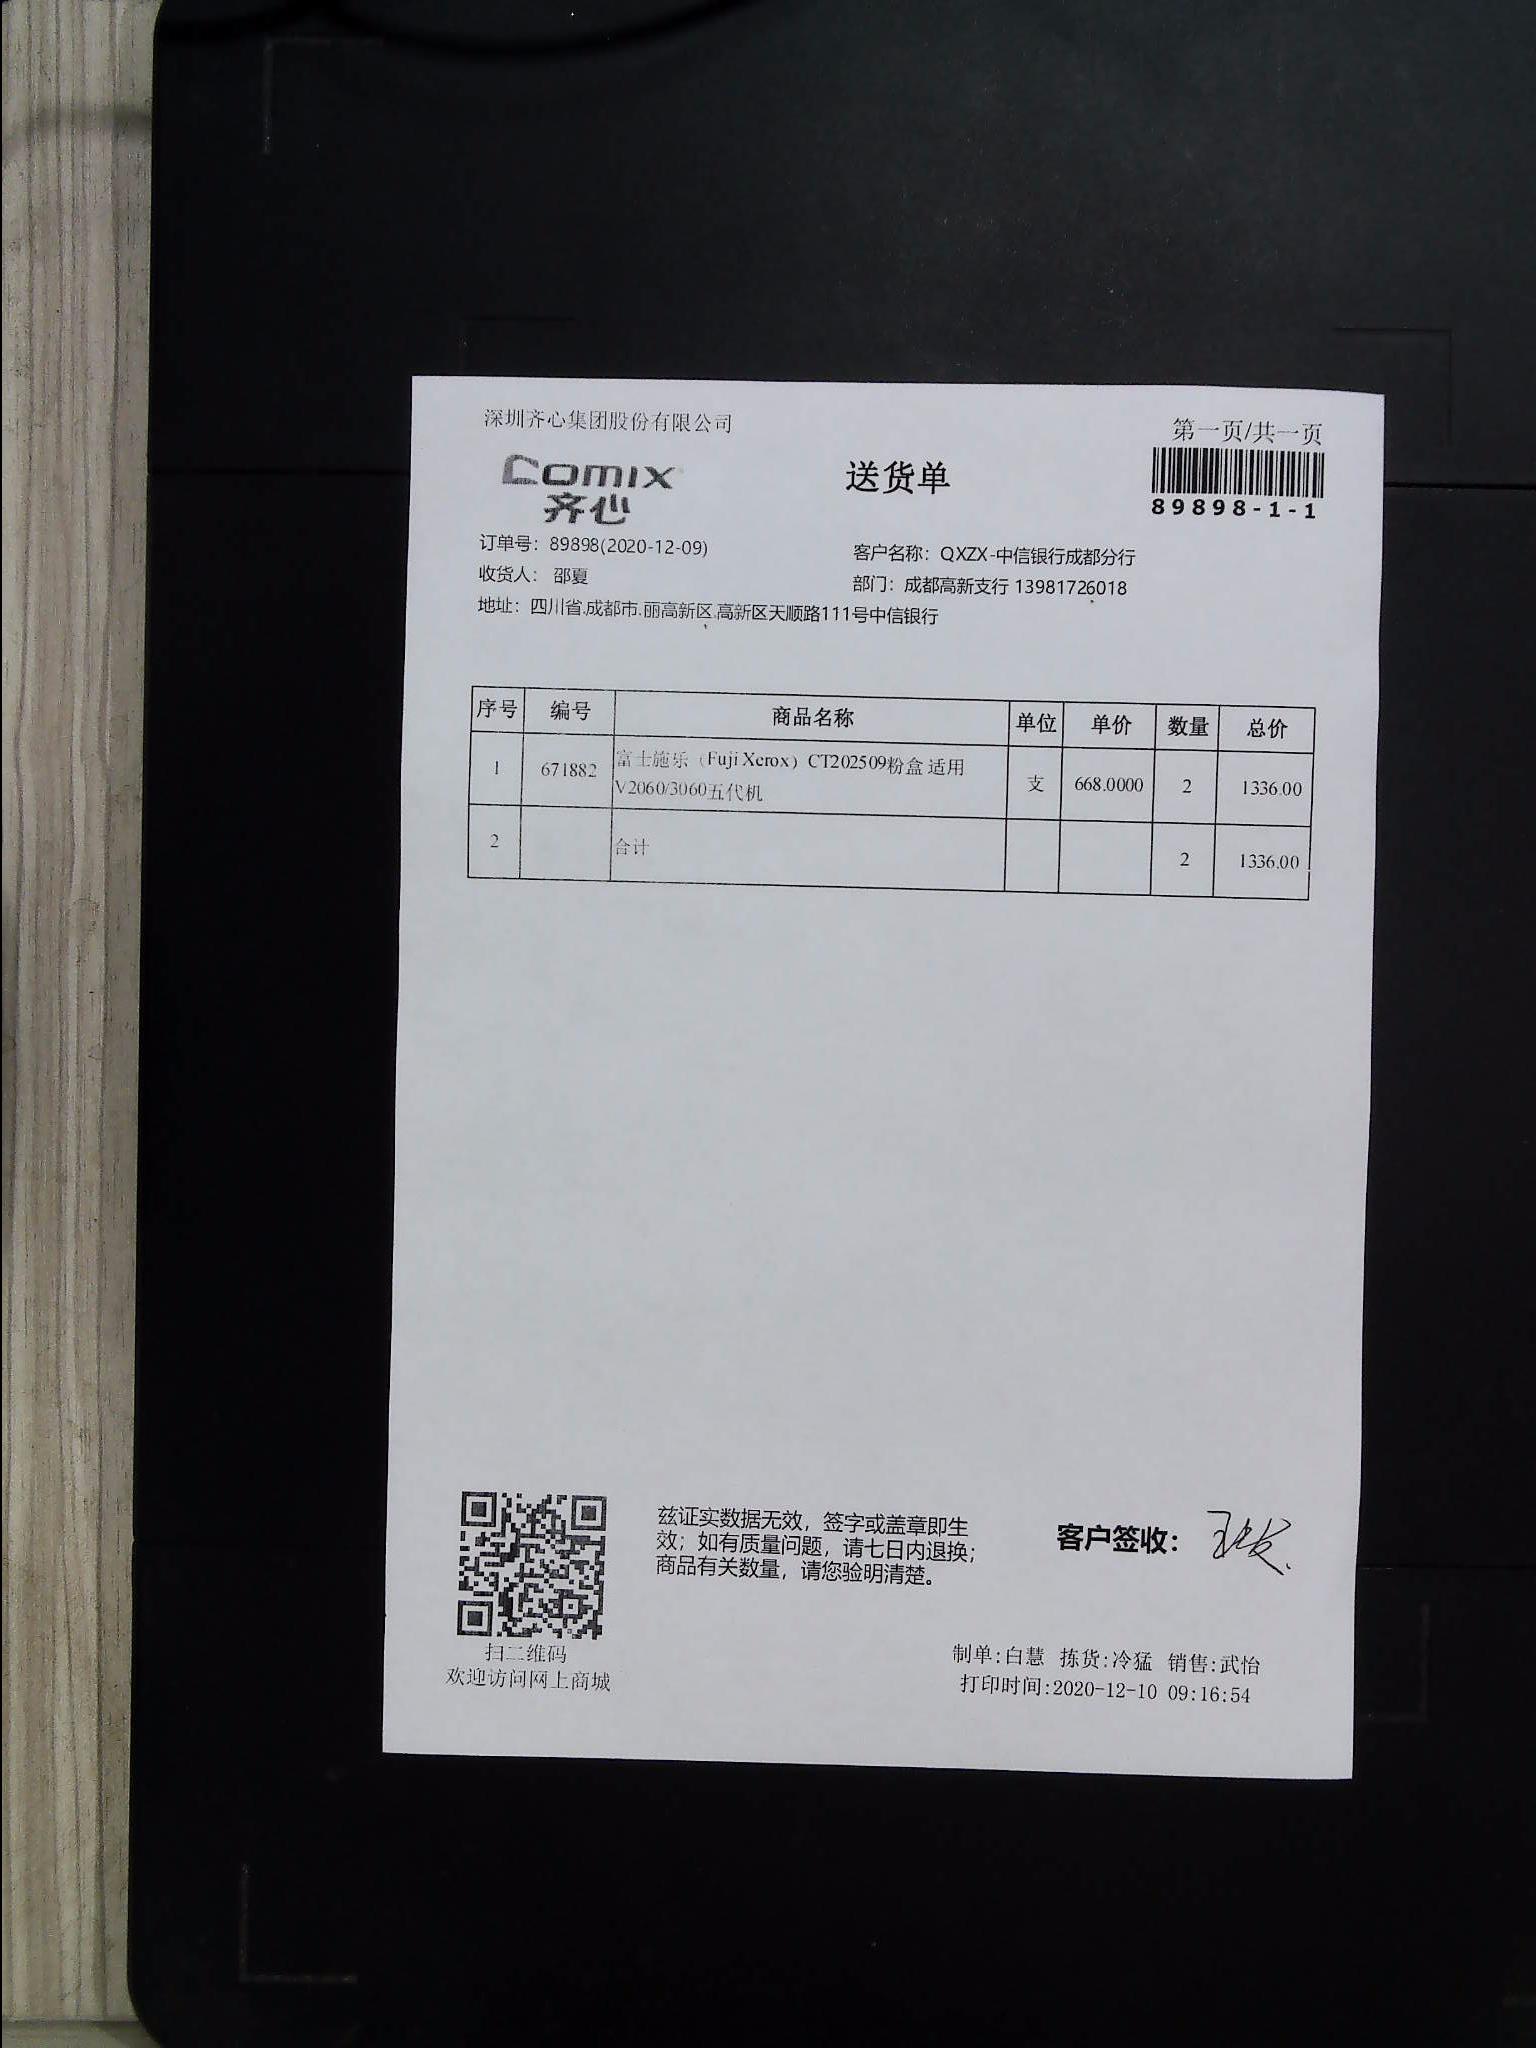 深圳齐心集团股份有限公司
第一页/共一页
COMIX
齐心
送货单
89898-1-1
订单号：89898(2020-12-09)
客户名称：QXZX-中信银行成都分行
收货人： 邵夏
部门：成都高新支行 13981726018
地址：四川省.成都市.丽高新区.高新区天顺路111号中信银行
序号 编号 商品名称 单位 单价 数量 总价
1 671882 富士施乐（Fuji Xerox）CT202509粉盒 适用 支 668.0000 2 1336.00
V2060/3060五代机
2 合计 2 1336.00
兹证实数据无效，签字或盖章即生
效；如有质量问题，请七日内退换；
商品有关数量，请您验明清楚。
客户签收：
扫二维码
欢迎访问网上商城
制单:白慧 拣货:冷猛 销售:武怡
打印时间:2020-12-10 09:16:54